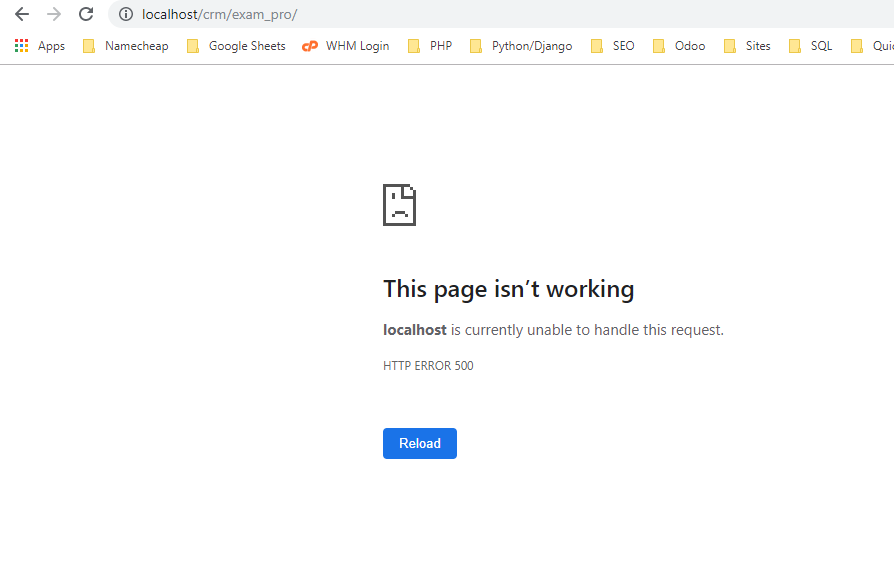 localhost/crm/exam_pro/
Apps Namecheap Google Sheets WHM Login PHP Python/Django SEO Odoo Sites SQL
This page isn’t working
localhost is currently unable to handle this request.
HTTP ERROR 500
Reload